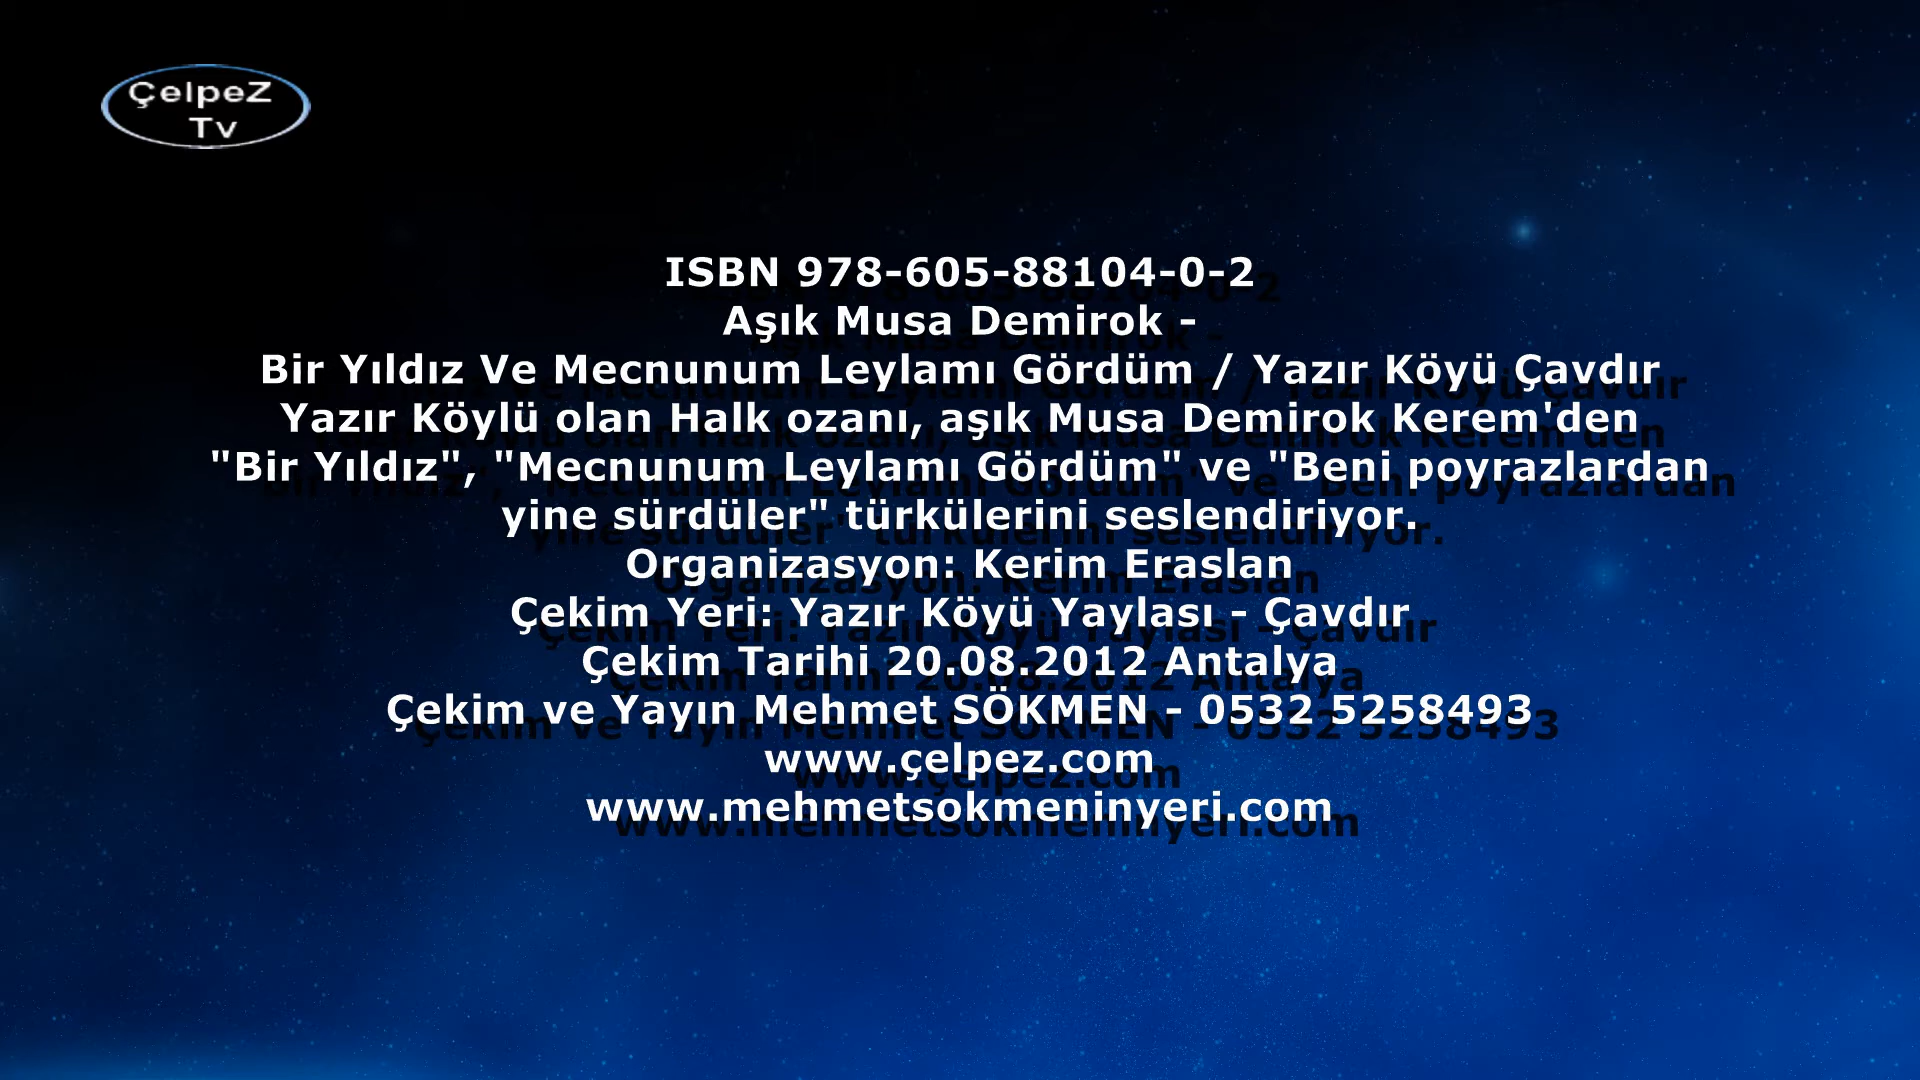 ÇelpeZ
Tv
ISBN 978-605-88104-0-2
Aşık Musa Demirok -
Bir Yıldız Ve Mecnunum Leylamı Gördüm / Yazır Köyü Çavdır
Yazır Köylü olan Halk ozanı, aşık Musa Demirok Kerem'den
"Bir Yıldız", "Mecnunum Leylamı Gördüm" ve "Beni poyrazlardan
yine sürdüler" türkülerini seslendiriyor.
Organizasyon: Kerim Eraslan
Çekim Yeri: Yazır Köyü Yaylası - Çavdır
Çekim Tarihi 20.08.2012 Antalya
Çekim ve Yayın Mehmet SÖKMEN - 0532 5258493
www.çelpez.com
www.mehmetsokmeninyeri.com